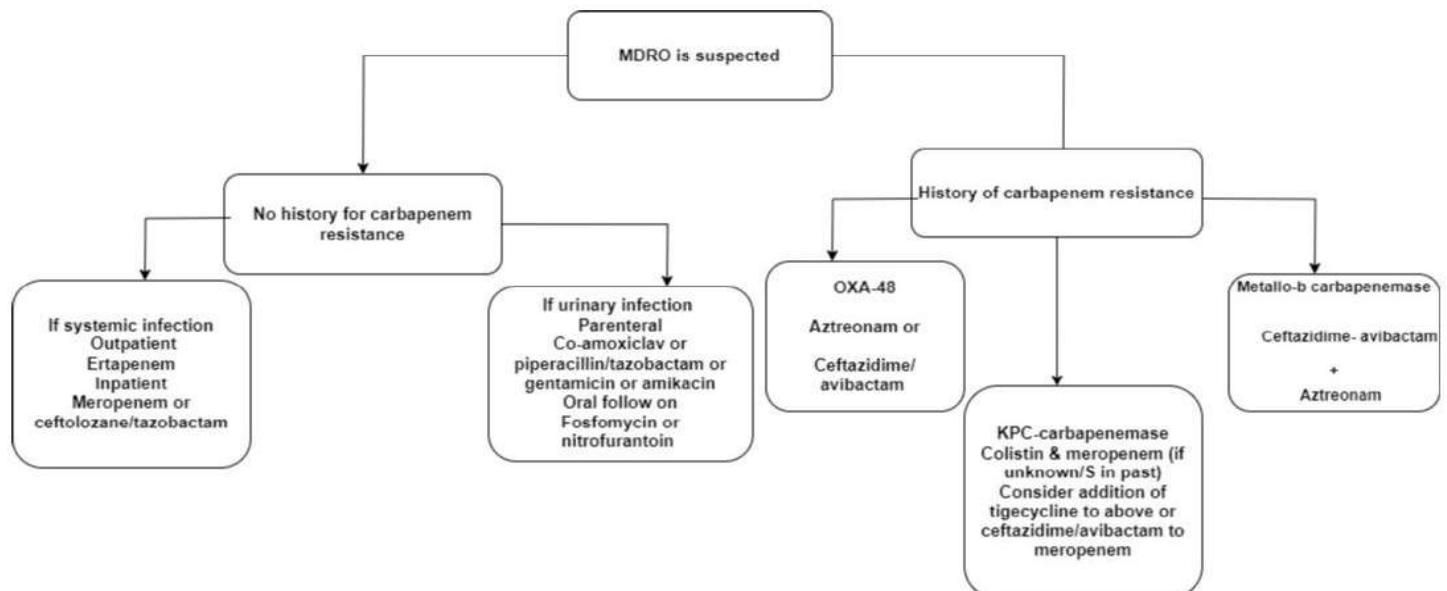 MDRO is suspected
No history for carbapenem
resistance
History of carbapenem resistance
If systemic infection
Outpatient
Ertapenem
Inpatient
Meropenem or
ceftolozane/tazobactam
If urinary infection
Parenteral
Co-amoxiclav or
piperacillin/tazobactam or
gentamicin or amikacin
Oral follow on
Fosfomycin or
nitrofurantoin
OXA-48
Aztreonam or
Ceftazidime/
avibactam
KPC-carbapenemase
Colistin & meropenem (if
unknown/S in past)
Consider addition of
tigecycline to above or
ceftazidime/avibactam to
meropenem
Metallo-b carbapenemase
Ceftazidime- avibactam
+
Aztreonam